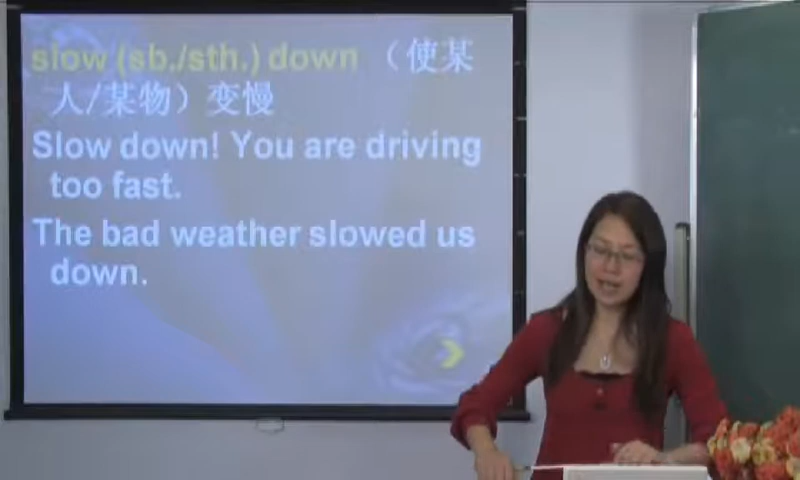 slow (sb./sth.) down （使某
人/某物）变慢
Slow down! You are driving
too fast.
The bad weather slowed us
down.